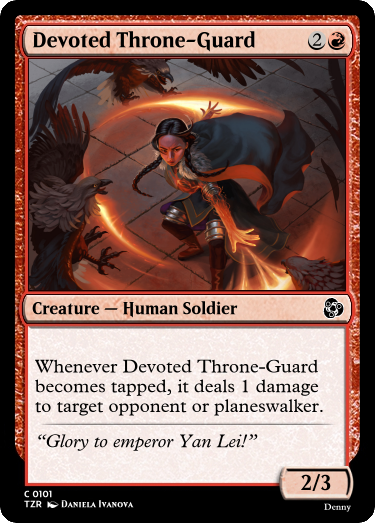 Devoted Throne-Guard 2
Creature — Human Soldier
Whenever Devoted Throne-Guard
becomes tapped, it deals 1 damage
to target opponent or planeswalker.
“Glory to emperor Yan Lei!”
2/3
C 0101
TZR Daniela Ivanova
Denny